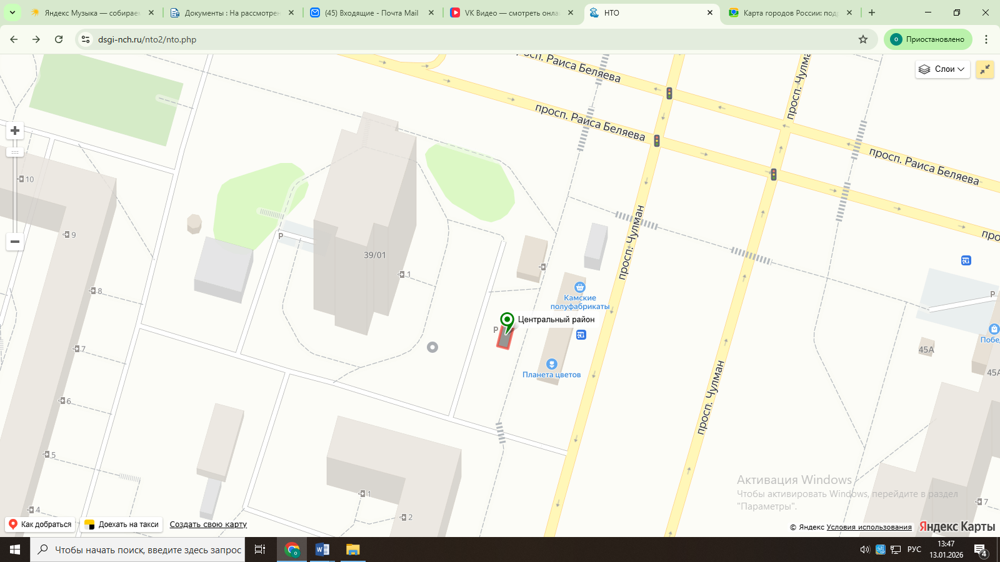 Яндекс Музыка — собирае
Документы : На рассмотрен
(45) Входящие - Почта Mail
VK Видео — смотреть онла
НТО
Карта городов России: под
dsgi-nch.ru/nto2/nto.php
о
Приостановлено
Слои
просп. Раиса Беляева
просп. Раиса Беляева
просп. Раиса Беляева
просп. Чулман
просп. Чулман
просп. Чулман
про
10
9
8
7
6
5
4
P
39/01
1
Камские
полуфабрикаты
Центральный район
P
Планета цветов
P
Побе
45А
45А
1
2
7
Активация Windows
Чтобы активировать Windows, перейдите в раздел
"Параметры".
Как добраться
Доехать на такси
Создать свою карту
© Яндекс Условия использования
Яндекс Карты
Чтобы начать поиск, введите здесь запрос
РУС
13:47
13.01.2026
4